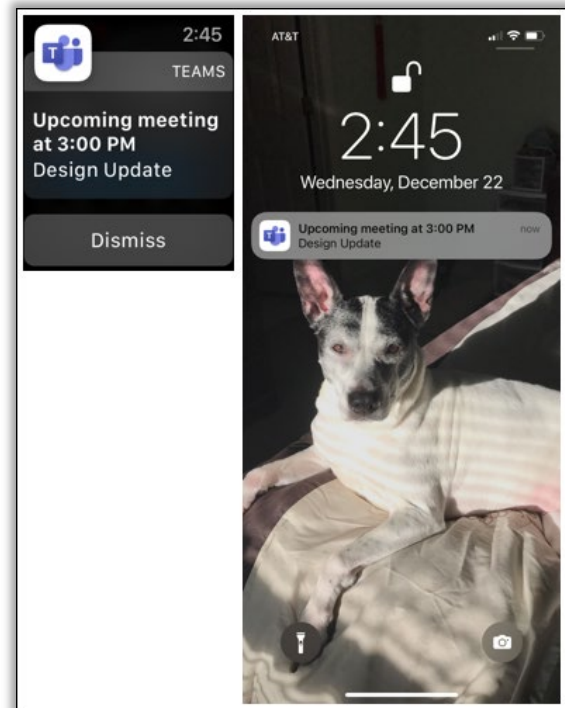 2:45
T
TEAMS
Upcoming meeting
at 3:00 PM
Design Update
Dismiss
AT&T
2:45
Wednesday, December 22
Upcoming meeting at 3:00 PM now
Design Update